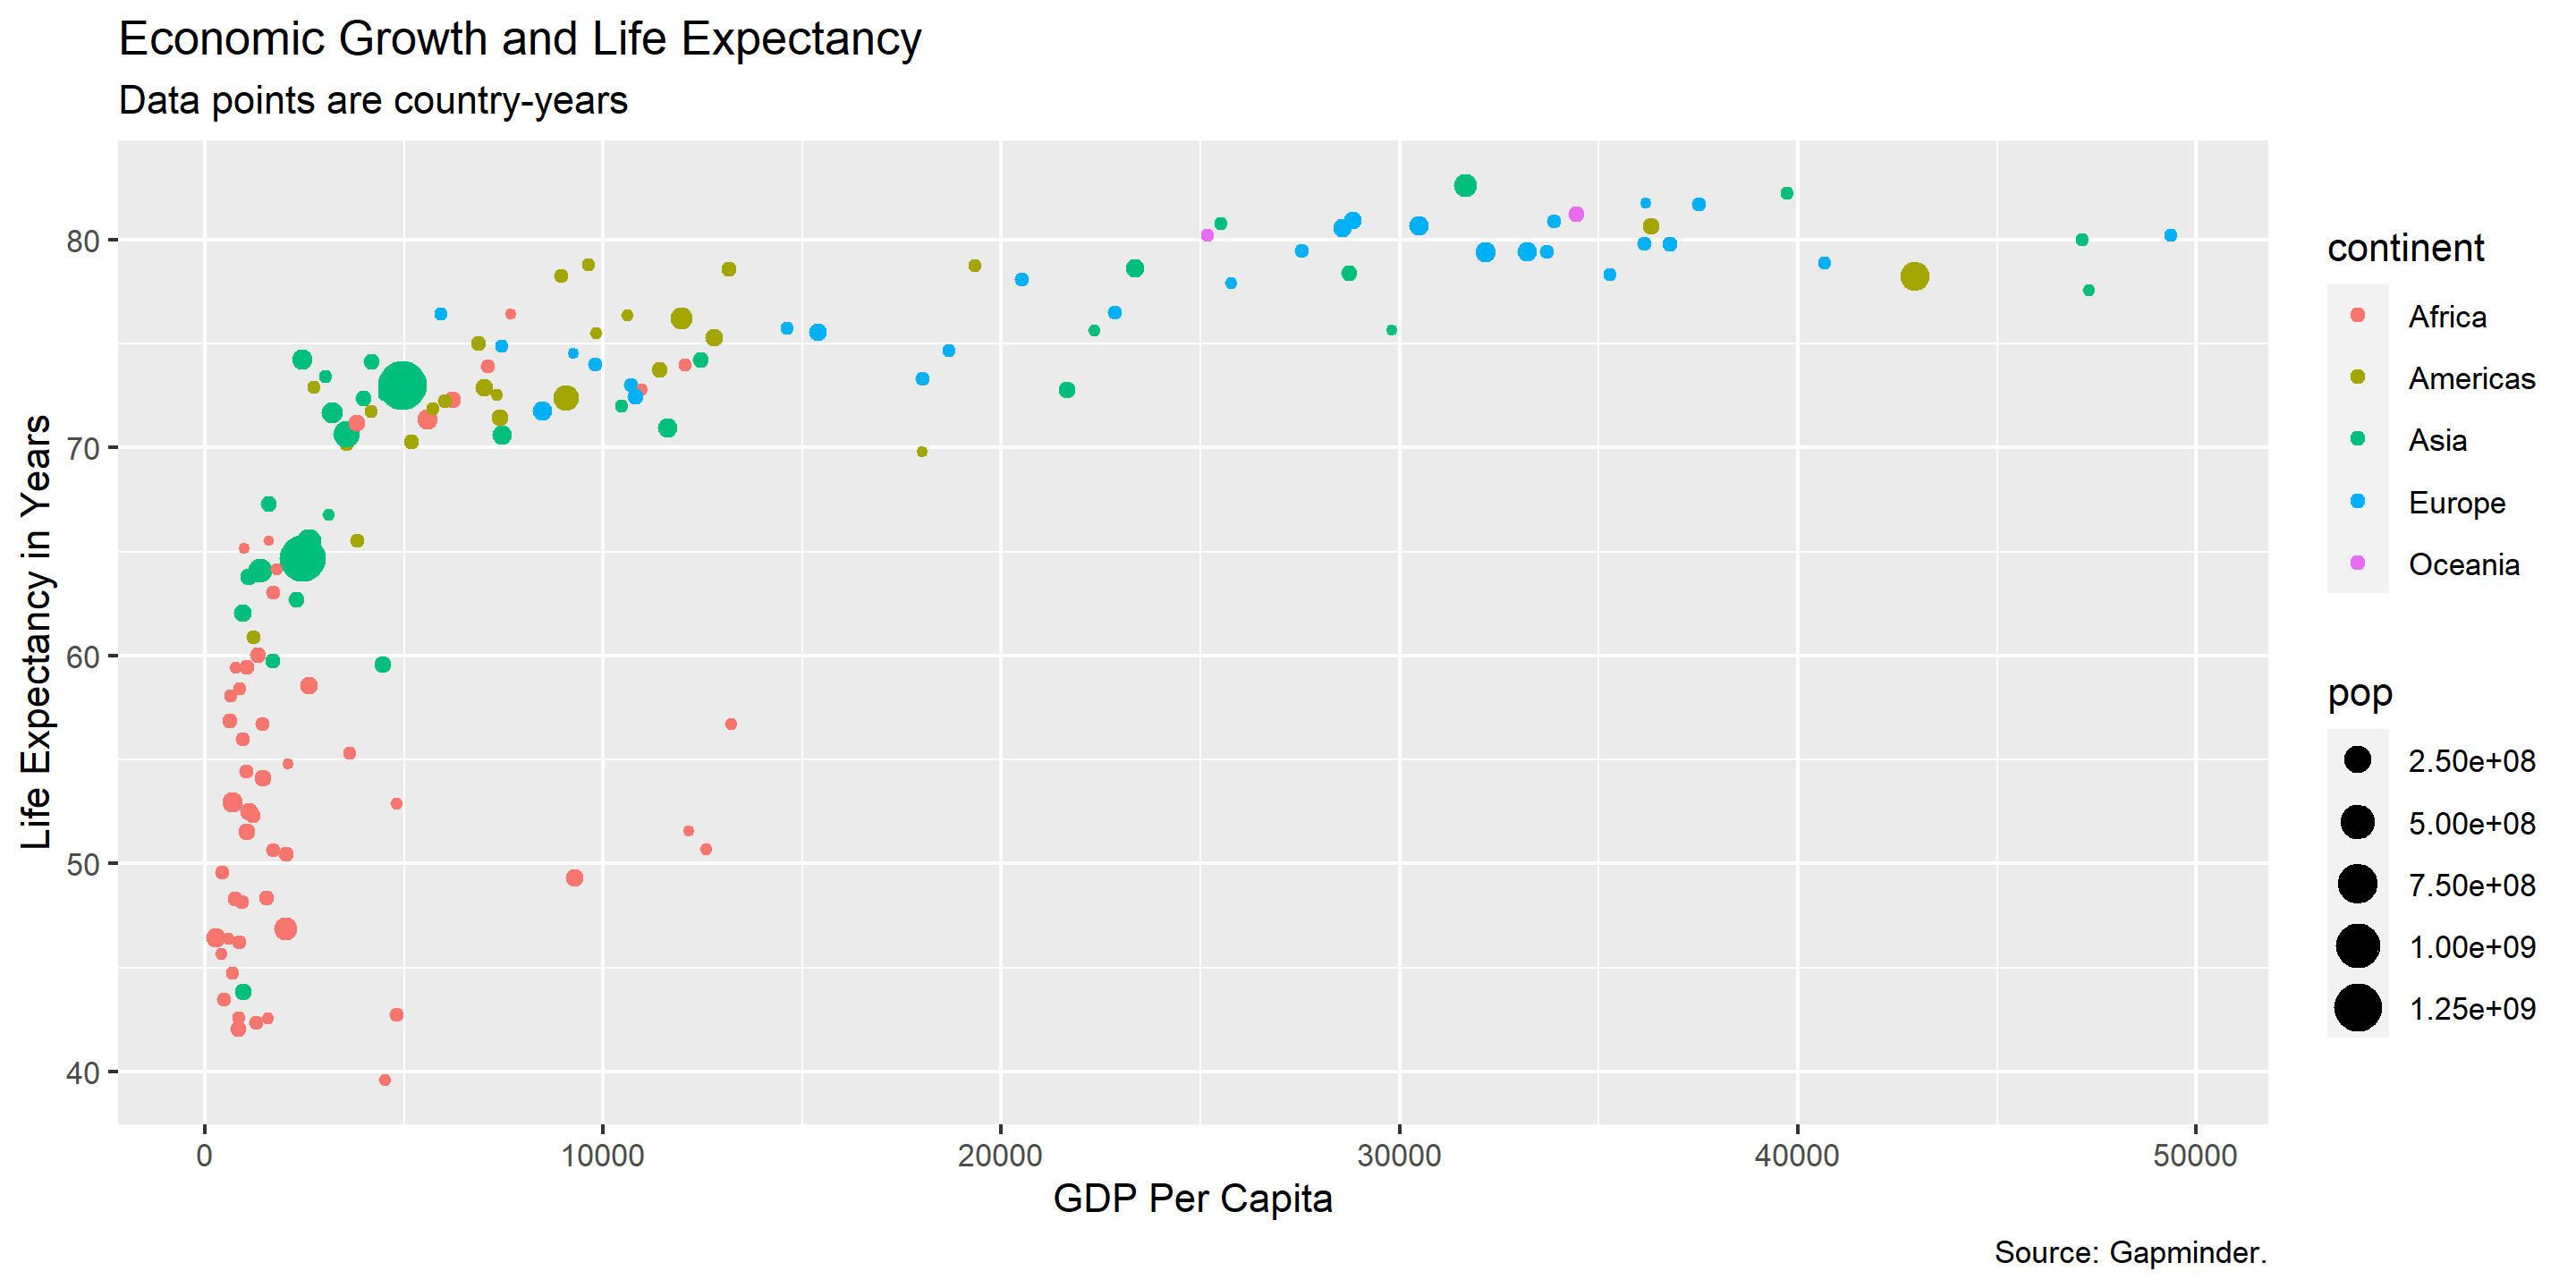 Economic Growth and Life Expectancy
Data points are country-years
Life Expectancy in Years
80
70
60
50
40
0
10000
20000
30000
40000
50000
GDP Per Capita
continent
Africa
Americas
Asia
Europe
Oceania
pop
2.50e+08
5.00e+08
7.50e+08
1.00e+09
1.25e+09
Source: Gapminder.